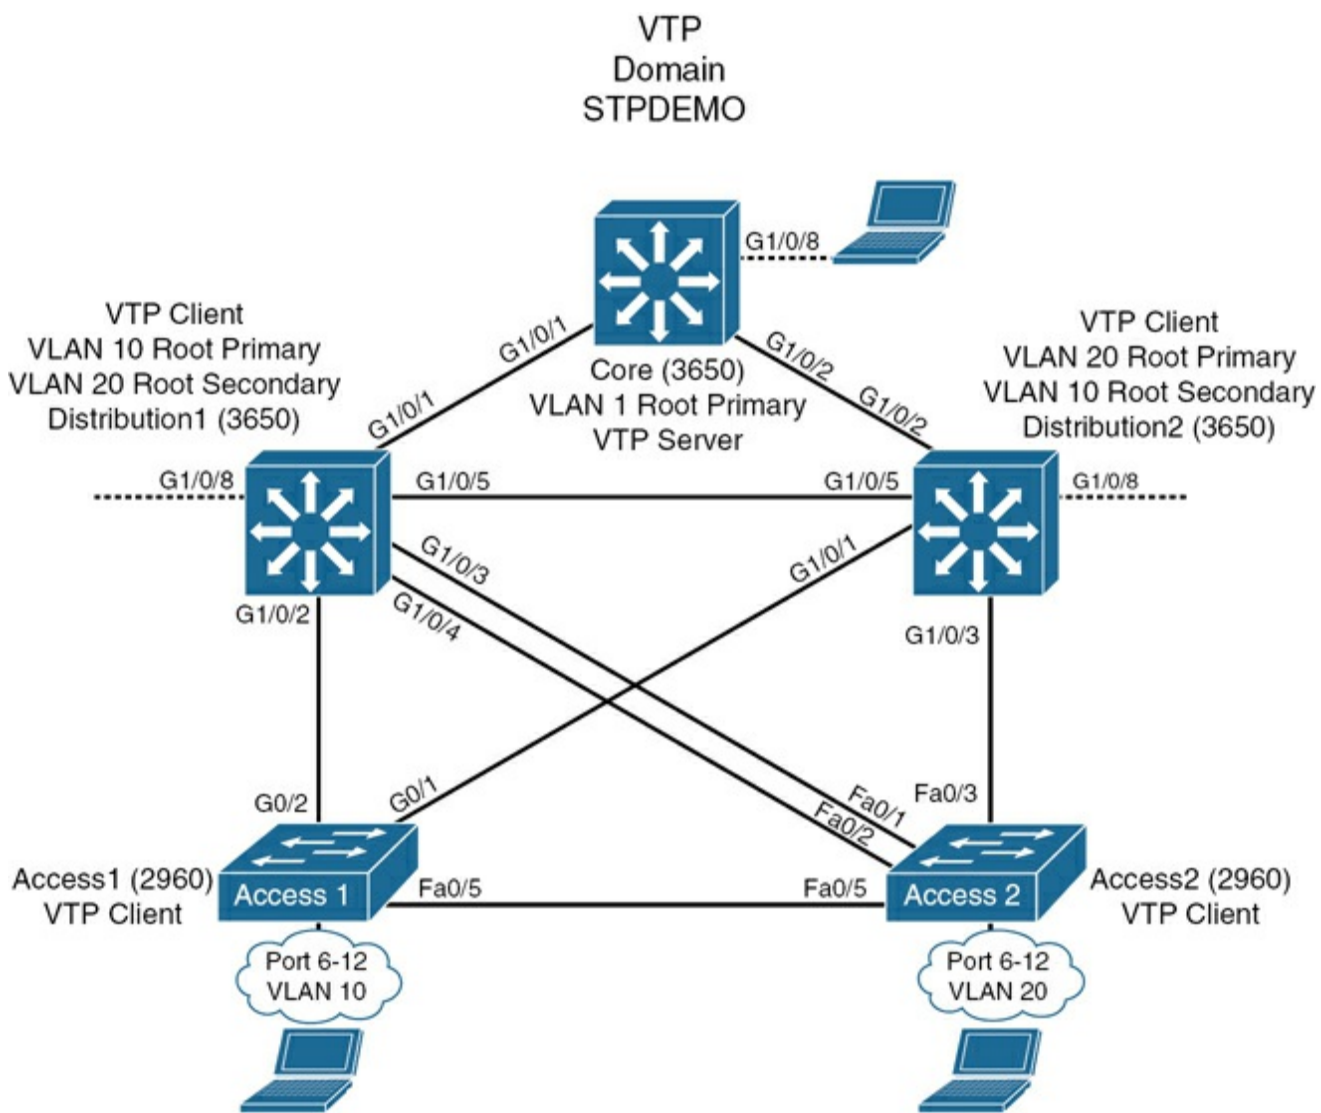 VTP
Domain
STPDEMO
G1/0/8
VTP Client
VLAN 10 Root Primary
VLAN 20 Root Secondary
Distribution1 (3650)
G1/0/1
G1/0/1
Core (3650)
VLAN 1 Root Primary
VTP Server
G1/0/2
G1/0/2
VTP Client
VLAN 20 Root Primary
VLAN 10 Root Secondary
Distribution2 (3650)
G1/0/8
G1/0/5
G1/0/5
G1/0/8
G1/0/3
G1/0/4
G1/0/1
G1/0/2
G1/0/3
G0/2
G0/1
Fa0/1
Fa0/2
Fa0/3
Access1 (2960)
VTP Client
Access 1
Fa0/5
Fa0/5
Access 2
Access2 (2960)
VTP Client
Port 6-12
VLAN 10
Port 6-12
VLAN 20